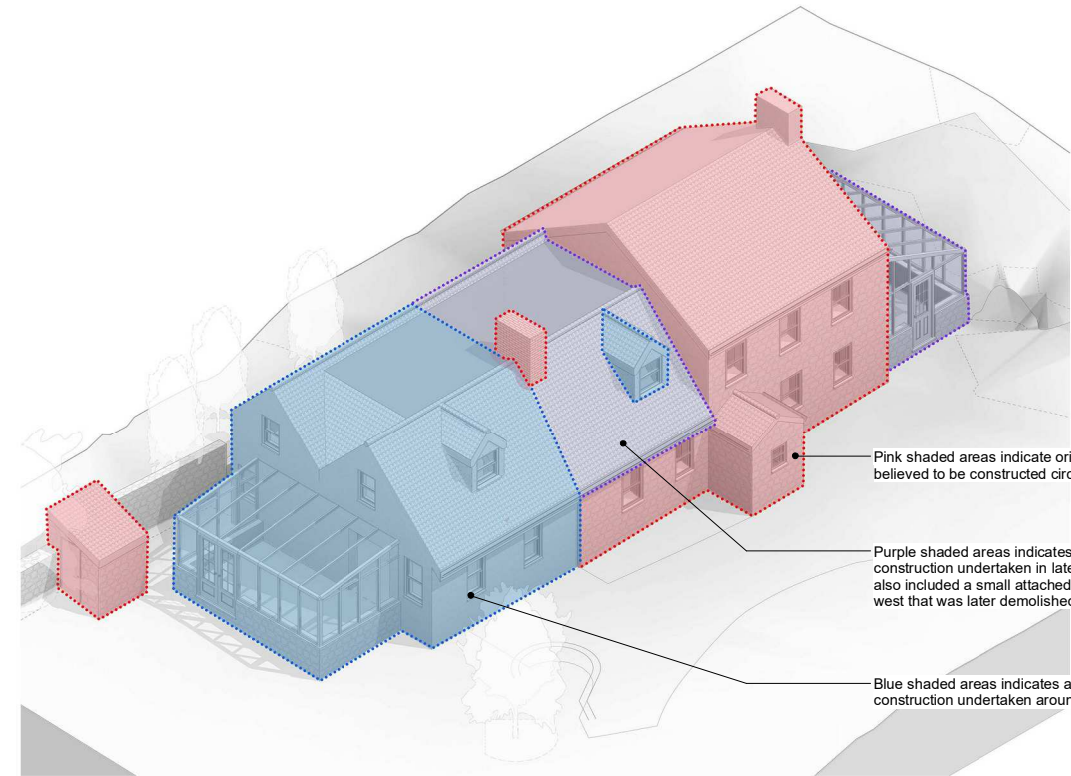 Pink shaded areas indicate ori
believed to be constructed circ
Purple shaded areas indicates
construction undertaken in late
also included a small attached
west that was later demolished
Blue shaded areas indicates a
construction undertaken aroun